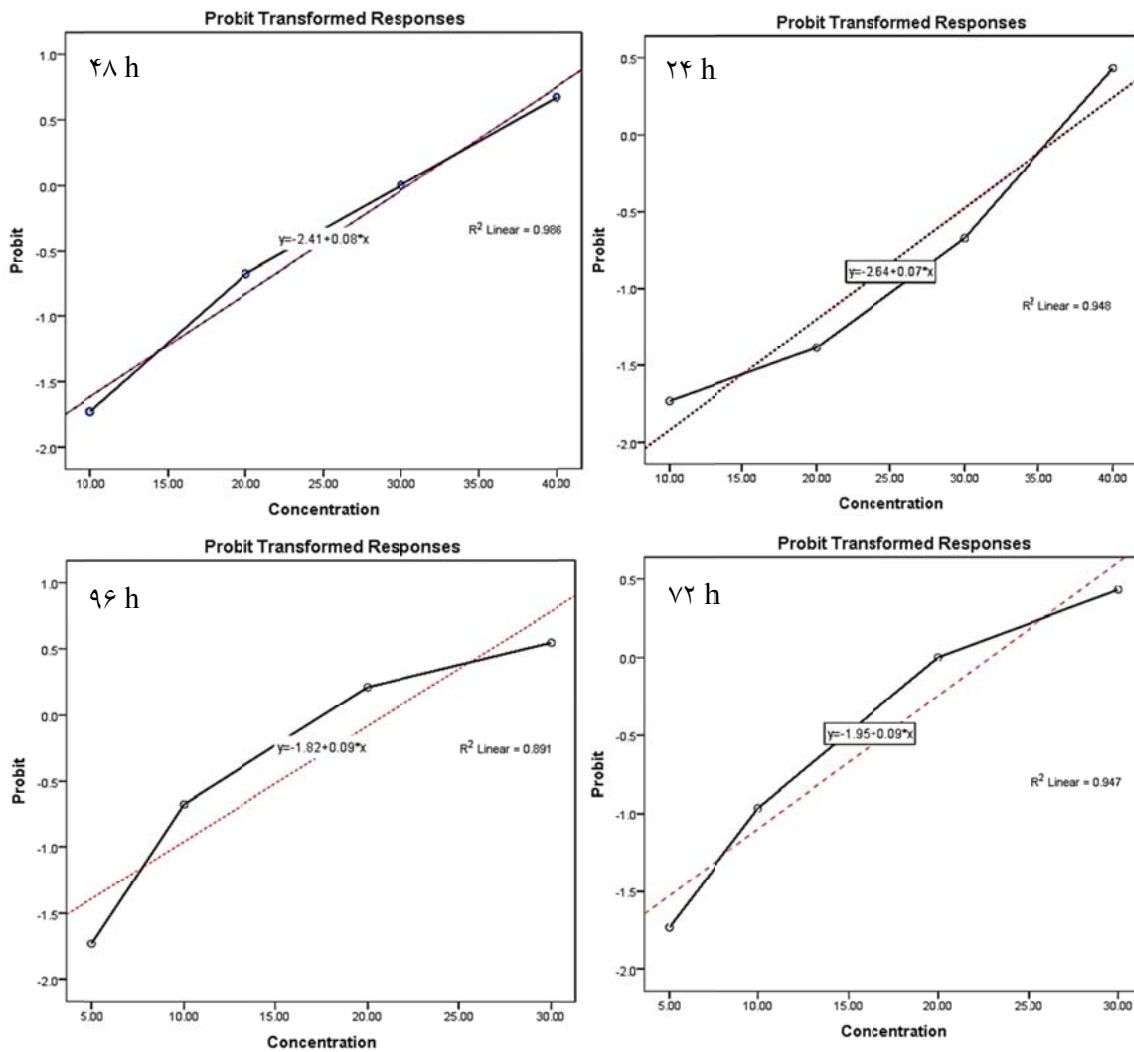 Probit Transformed Responses
۴۸ h
1.0
0.5
0.0
-0.5
-1.0
-1.5
-2.0
Probit
y=-2.41+0.08*x
R² Linear = 0.986
10.00 15.00 20.00 25.00 30.00 35.00 40.00
Concentration
Probit Transformed Responses
۲۴ h
0.5
0.0
-0.5
-1.0
-1.5
-2.0
Probit
y=-2.64+0.07*x
R² Linear = 0.948
10.00 15.00 20.00 25.00 30.00 35.00 40.00
Concentration
Probit Transformed Responses
۹۶ h
1.0
0.5
0.0
-0.5
-1.0
-1.5
-2.0
Probit
y=-1.82+0.09*x
R² Linear = 0.891
5.00 10.00 15.00 20.00 25.00 30.00
Concentration
Probit Transformed Responses
۷۲ h
0.5
0.0
-0.5
-1.0
-1.5
-2.0
Probit
y=-1.95+0.09*x
R² Linear = 0.947
5.00 10.00 15.00 20.00 25.00 30.00
Concentration